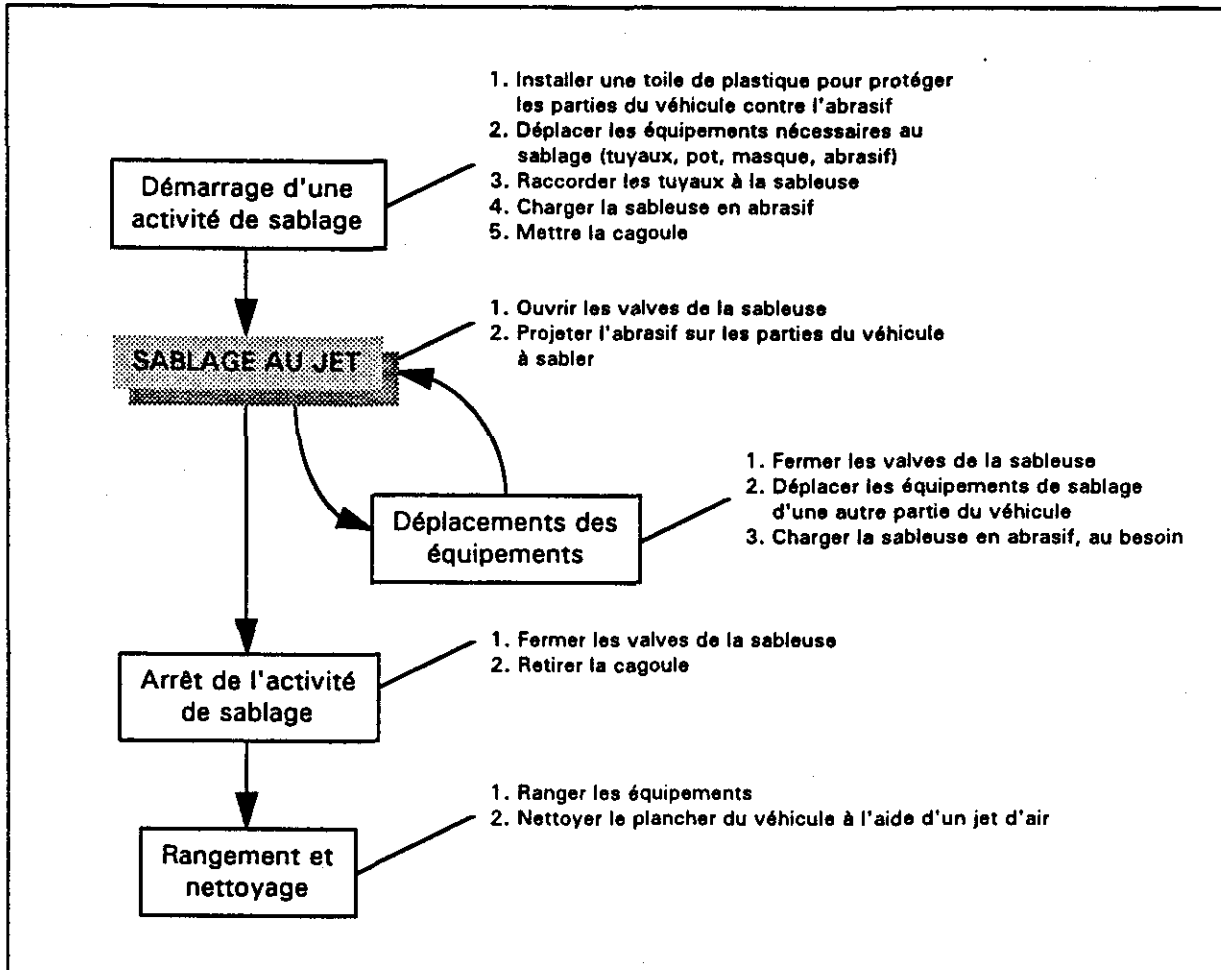 1. Installer une toile de plastique pour protéger
les parties du véhicule contre l'abrasif
2. Déplacer les équipements nécessaires au
sablage (tuyaux, pot, masque, abrasif)
3. Raccorder les tuyaux à la sableuse
4. Charger la sableuse en abrasif
5. Mettre la cagoule
Démarrage d'une
activité de sablage
1. Ouvrir les valves de la sableuse
2. Projeter l'abrasif sur les parties du véhicule
à sabler
SABLAGE AU JET
1. Fermer les valves de la sableuse
2. Déplacer les équipements de sablage
d'une autre partie du véhicule
3. Charger la sableuse en abrasif, au besoin
Déplacements des
équipements
1. Fermer les valves de la sableuse
2. Retirer la cagoule
Arrêt de l'activité
de sablage
1. Ranger les équipements
2. Nettoyer le plancher du véhicule à l'aide d'un jet d'air
Rangement et
nettoyage